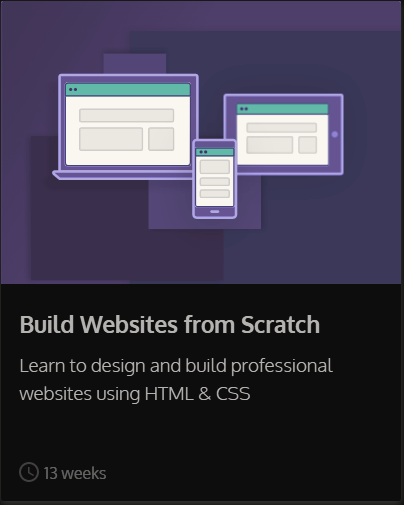 Build Websites from Scratch
Learn to design and build professional
websites using HTML & CSS
13 weeks